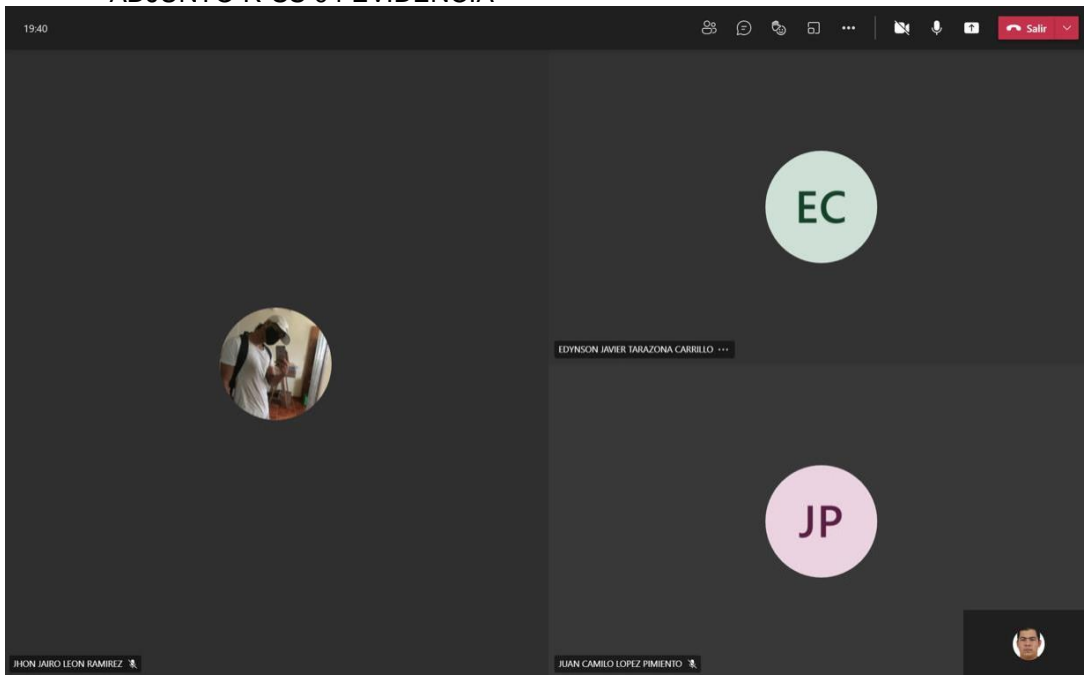 19:40
Salir
EC
EDYNSON JAVIER TARAZONA CARRILLO
JP
JHON JAIRO LEON RAMIREZ
JUAN CAMILO LOPEZ PIMIENTO